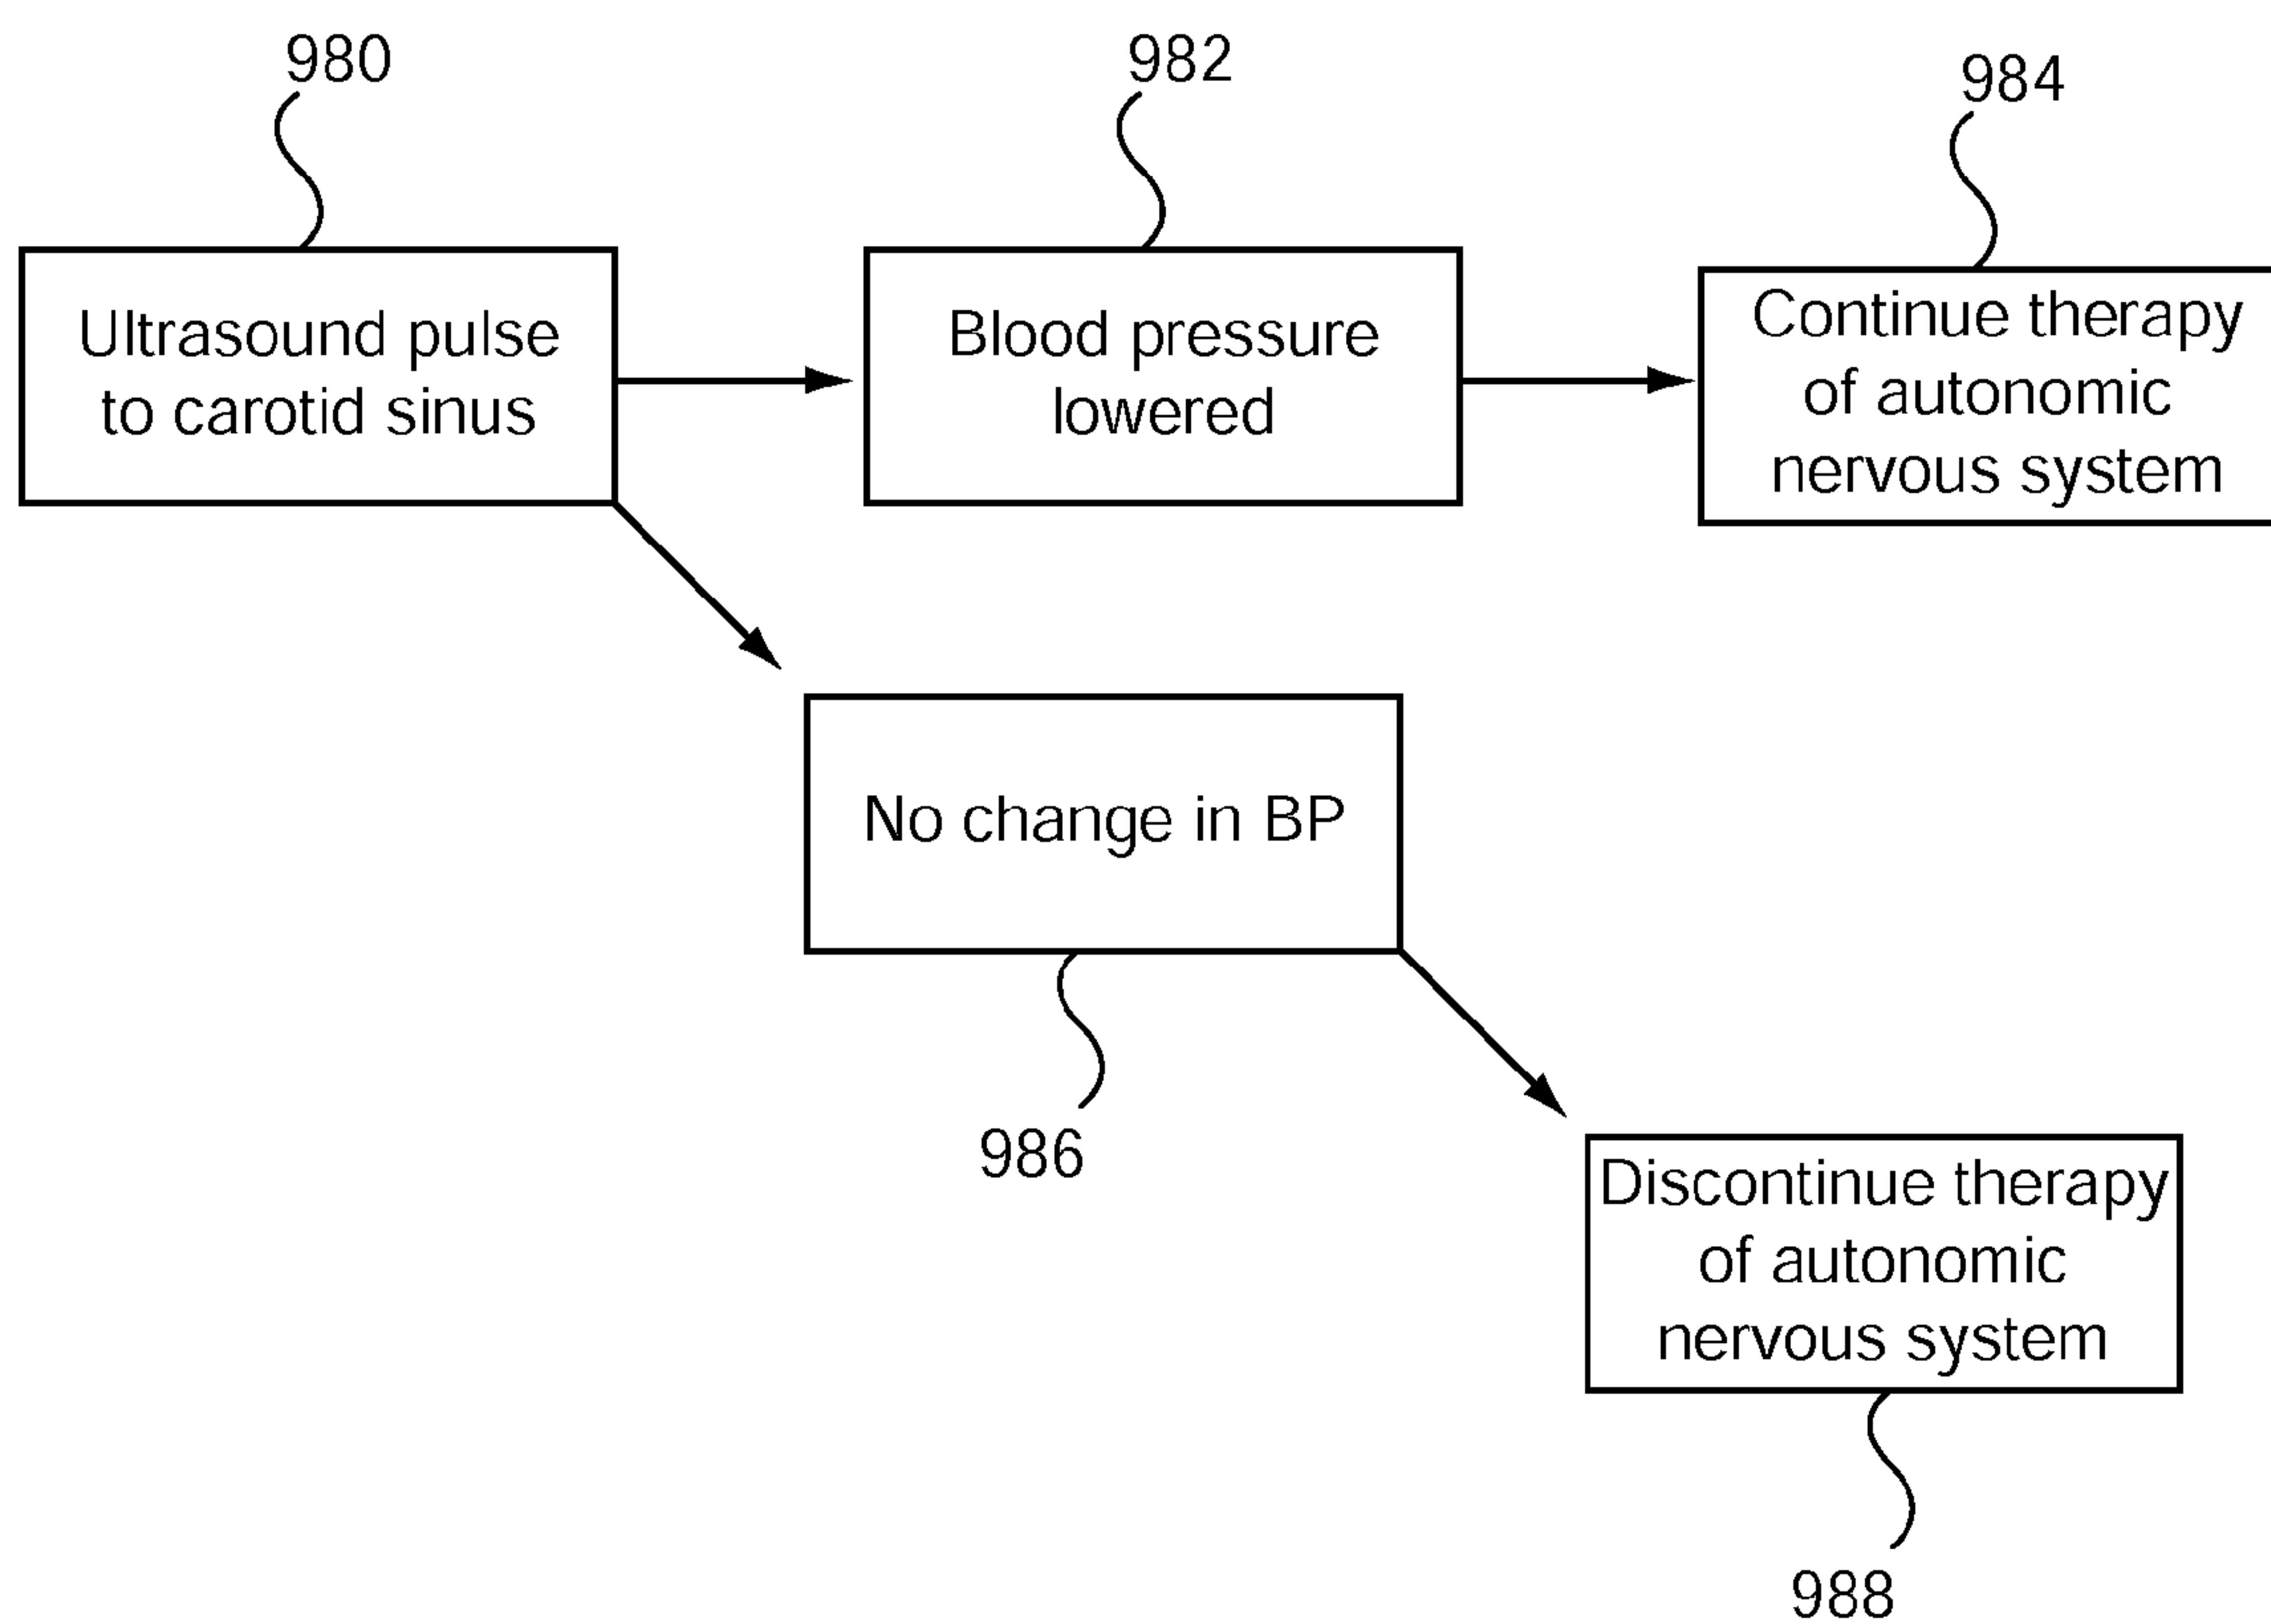 980
982
984
Ultrasound pulse
to carotid sinus
Blood pressure
lowered
Continue therapy
of autonomic
nervous system
No change in BP
986
Discontinue therapy
of autonomic
nervous system
988